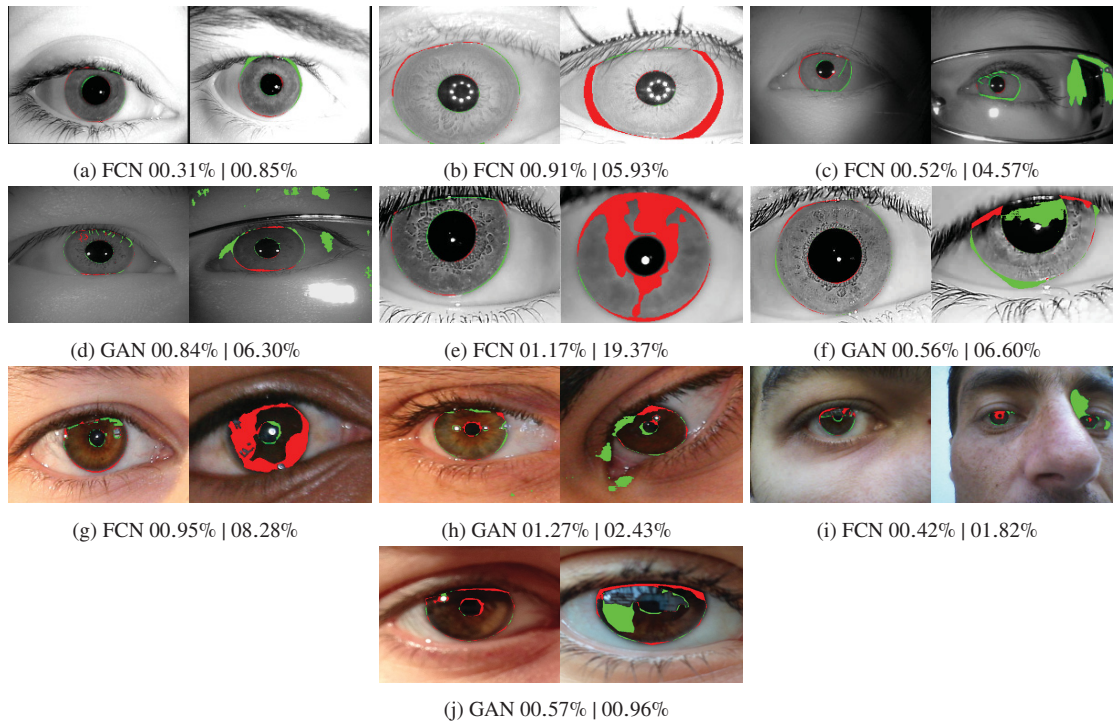 (a) FCN 00.31% | 00.85%
(b) FCN 00.91% | 05.93%
(c) FCN 00.52% | 04.57%
(d) GAN 00.84% | 06.30%
(e) FCN 01.17% | 19.37%
(f) GAN 00.56% | 06.60%
(g) FCN 00.95% | 08.28%
(h) GAN 01.27% | 02.43%
(i) FCN 00.42% | 01.82%
(j) GAN 00.57% | 00.96%